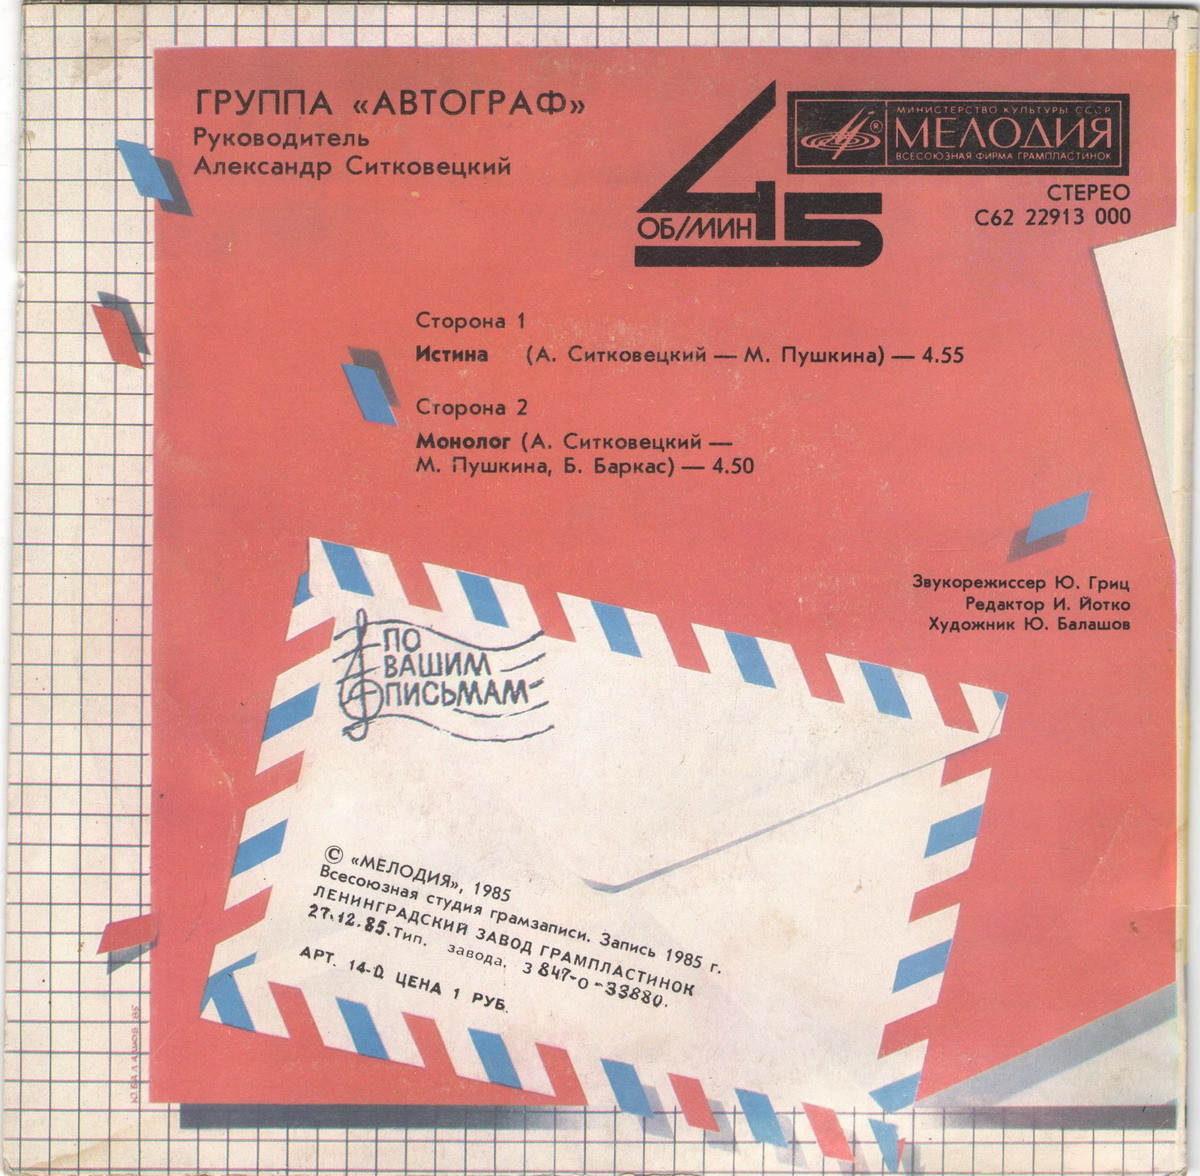 ГРУППА «АВТОГРАФ»
Руководитель
Александр Ситковецкий
45
ОБ/МИН
МИНИСТЕРСТВО КУЛЬТУРЫ СССР
МЕЛОДИЯ
®
ВСЕСОЮЗНАЯ ФИРМА ГРАМПЛАСТИНОК
СТЕРЕО
С62 22913 000
Сторона 1
Истина (А. Ситковецкий — М. Пушкина) — 4.55
Сторона 2
Монолог (А. Ситковецкий —
М. Пушкина, Б. Баркас) — 4.50
Звукорежиссер Ю. Гриц
Редактор И. Йотко
Художник Ю. Балашов
ПО
ВАШИМ
ПИСЬМАМ
© «МЕЛОДИЯ», 1985
Всесоюзная студия грамзаписи. Запись 1985 г.
ЛЕНИНГРАДСКИЙ ЗАВОД ГРАМПЛАСТИНОК
27.12.85. Тип. завода. З 847-0-33880.
АРТ. 14-Д ЦЕНА 1 РУБ.
Ю.БАЛАШОВ 85